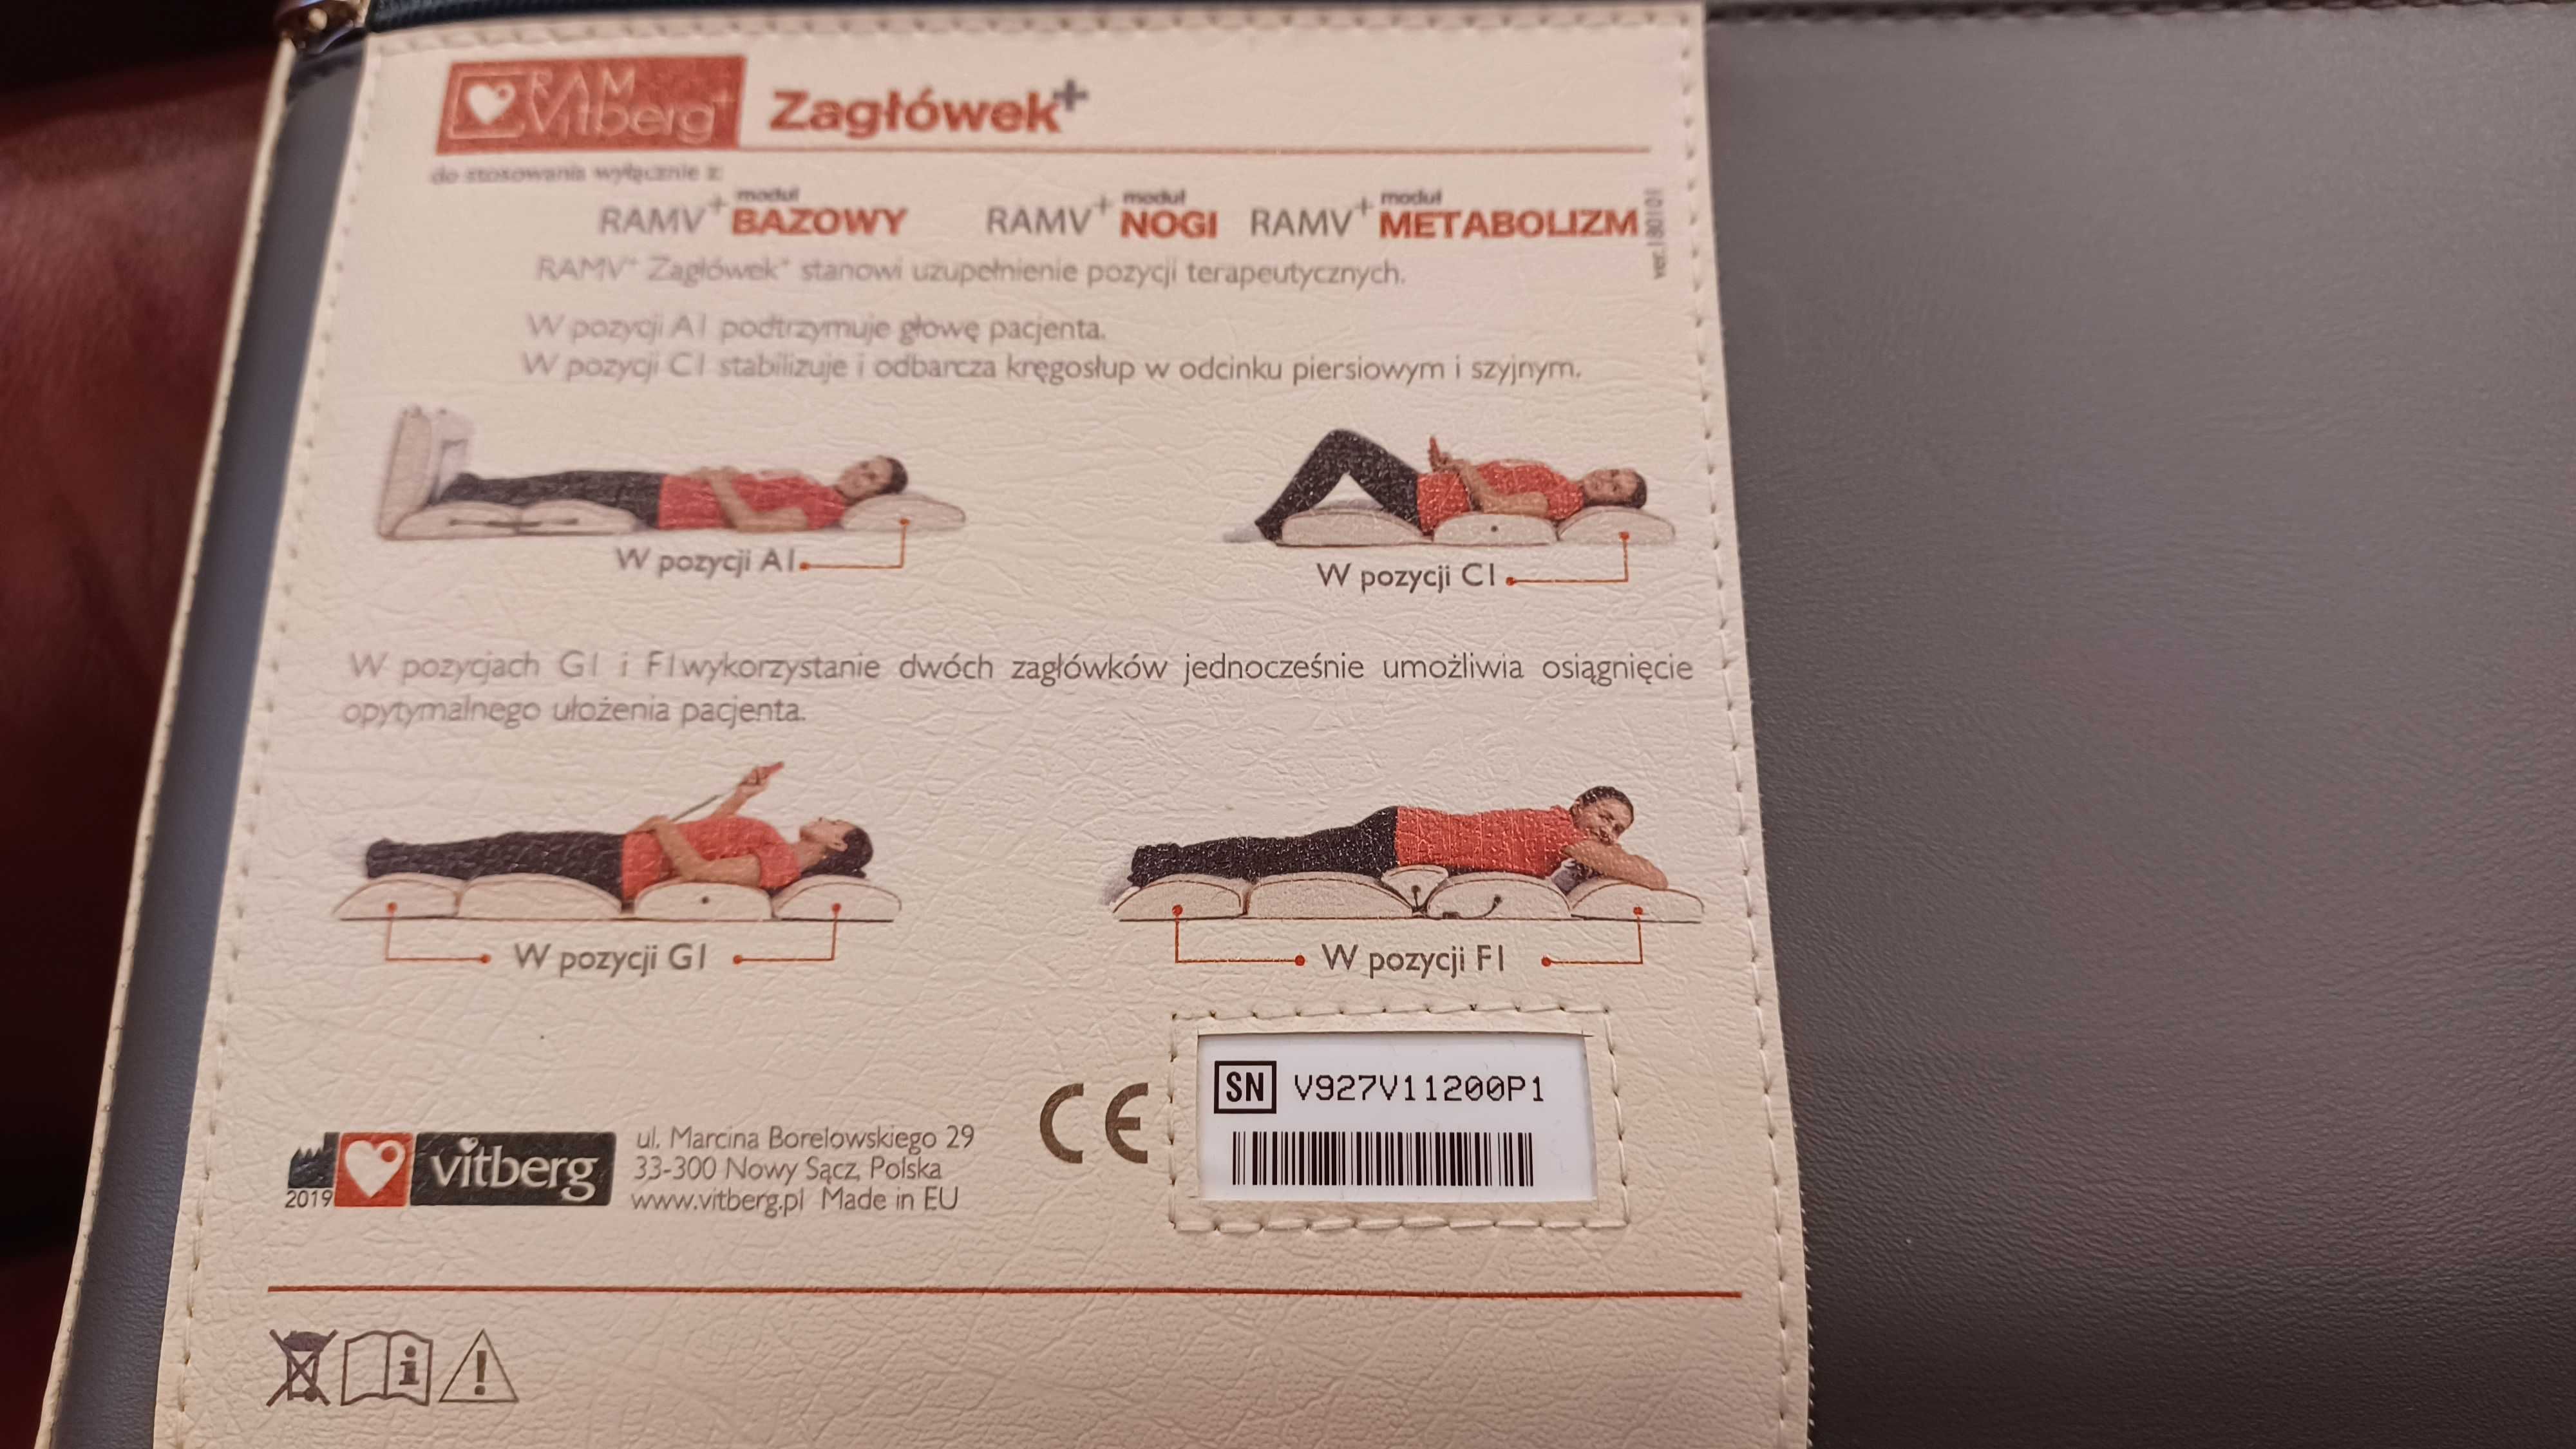 RAM
Vitberg+ Zagłówek+
do stosowania wyłącznie z:
RAMV+ moduł BAZOWY RAMV+ moduł NOGI RAMV+ moduł METABOLIZM
ver.180101
RAMV+ Zagłówek+ stanowi uzupełnienie pozycji terapeutycznych.
W pozycji A1 podtrzymuje głowę pacjenta.
W pozycji C1 stabilizuje i odbarcza kręgosłup w odcinku piersiowym i szyjnym.
W pozycji A1
W pozycji C1
W pozycjach G1 i F1wykorzystanie dwóch zagłówków jednocześnie umożliwia osiągnięcie
opytymalnego ułożenia pacjenta.
W pozycji G1
W pozycji F1
SN V927V11200P1
CE
2019 vitberg
ul. Marcina Borelowskiego 29
33-300 Nowy Sącz, Polska
www.vitberg.pl Made in EU